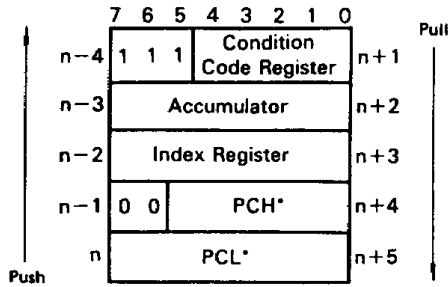 7 6 5 4 3 2 1 0
Pull
n-4 1 1 1 Condition Code Register n+1
n-3 Accumulator n+2
n-2 Index Register n+3
n-1 0 0 PCH* n+4
n PCL* n+5
Push